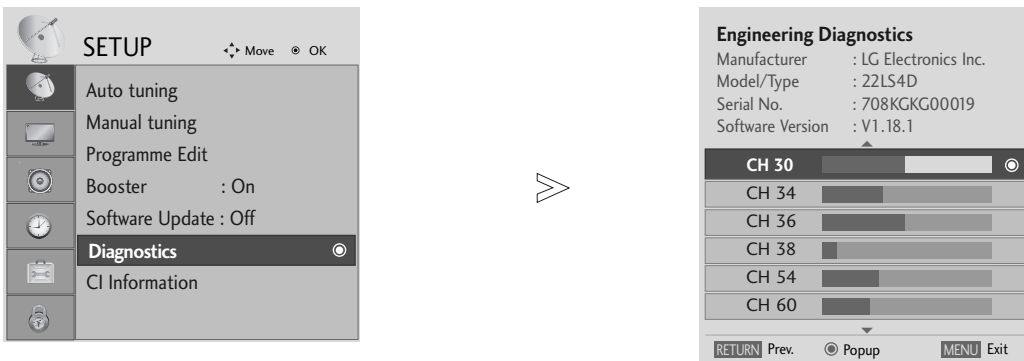 SETUP
Move OK
Auto tuning
Manual tuning
Programme Edit
Booster : On
Software Update : Off
Diagnostics
CI Information
Engineering Diagnostics
Manufacturer : LG Electronics Inc.
Model/Type : 22LS4D
Serial No. : 708KGKG00019
Software Version : V1.18.1
CH 30
CH 34
CH 36
CH 38
CH 54
CH 60
RETURN Prev. Popup MENU Exit